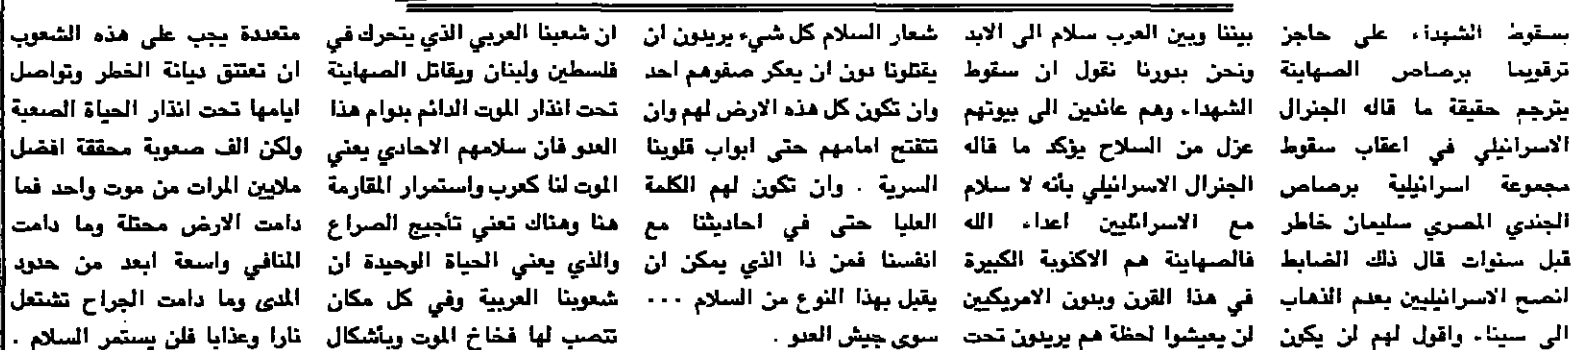 بسقوط الشهداء على حاجز
ترقوميا برصاص الصهاينة
يترجم حقيقة ما قاله الجنرال
الاسرائيلي في اعقاب سقوط
مجموعة اسرائيلية برصاص
الجندي المصري سليمان خاطر
قبل سنوات قال ذلك الضابط
انصح الاسرائيليين بعدم الذهاب
الى سيناء واقول لهم لن يكون
بيننا وبين العرب سلام الى الابد
ونحن بدورنا نقول ان سقوط
الشهداء وهم عائدين الى بيوتهم
عزل من السلاح يؤكد ما قاله
الجنرال الاسرائيلي بأنه لا سلام
مع الاسرائليين اعداء الله
فالصهاينة هم الاكذوبة الكبيرة
في هذا القرن وبدون الامريكيين
لن يعيشوا لحظة هم يريدون تحت
شعار السلام كل شيء يريدون ان
يقتلونا دون ان يعكر صفوهم احد
وان تكون كل هذه الارض لهم وان
تتفتح امامهم حتى ابواب قلوبنا
السرية . وان تكون لهم الكلمة
العليا حتى في احاديثنا مع
انفسنا فمن ذا الذي يمكن ان
يقبل بهذا النوع من السلام ...
سوى جيش العدو .
ان شعبنا العربي الذي يتحرك في
فلسطين ولبنان ويقاتل الصهاينة
تحت انذار الموت الدائم بدوام هذا
العدو فان سلامهم الاحادي يعني
الموت لنا كعرب واستمرار المقارمة
هنا وهناك تعني تأجيج الصراع
والذي يعني الحياة الوحيدة ان
شعوبنا العربية وفي كل مكان
تتصب لها فخاخ الموت وبأشكال
متعددة يجب على هذه الشعوب
ان تعتنق ديانة الخطر وتواصل
ايامها تحت انذار الحياة الصعبة
ولكن الف صعوبة محققة افضل
ملايين المرات من موت واحد فما
دامت الارض محتلة وما دامت
المنافي واسعة ابعد من حدود
المدى وما دامت الجراح تشتعل
نارا وعذابا فلن يستمر السلام .